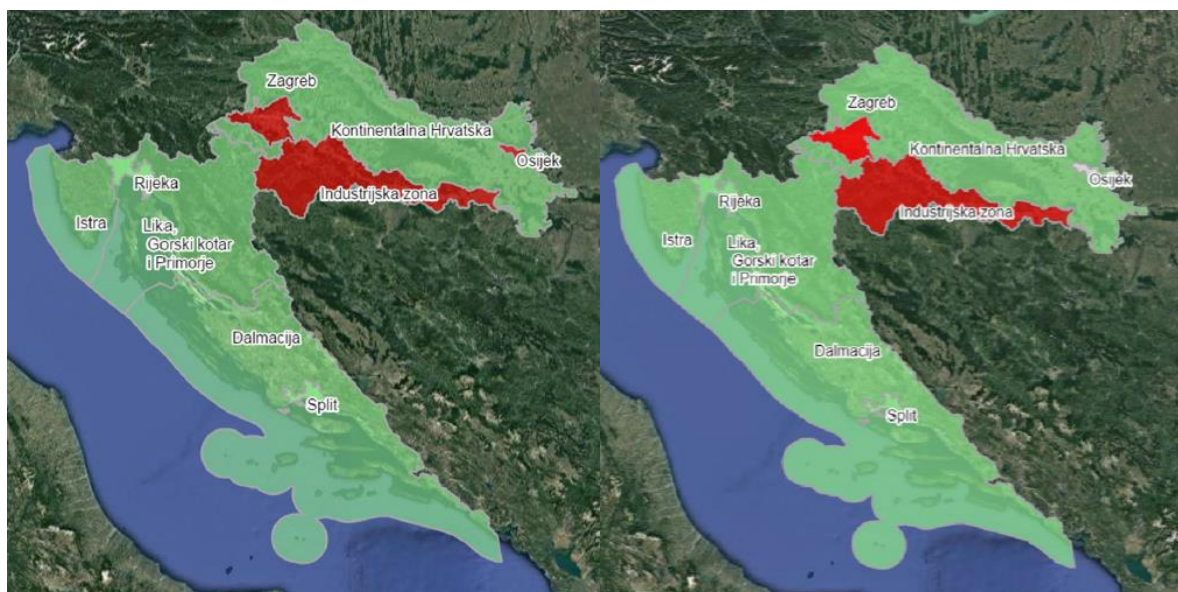 Zagreb
Kontinentalna Hrvatska
Osijek
Rijeka
Industrijska zona
Istra
Lika,
Gorski kotar
i Primorje
Dalmacija
Split
Zagreb
Kontinentalna Hrvatska
Osijek
Rijeka
Industrijska zona
Istra
Lika,
Gorski kotar
i Primorje
Dalmacija
Split